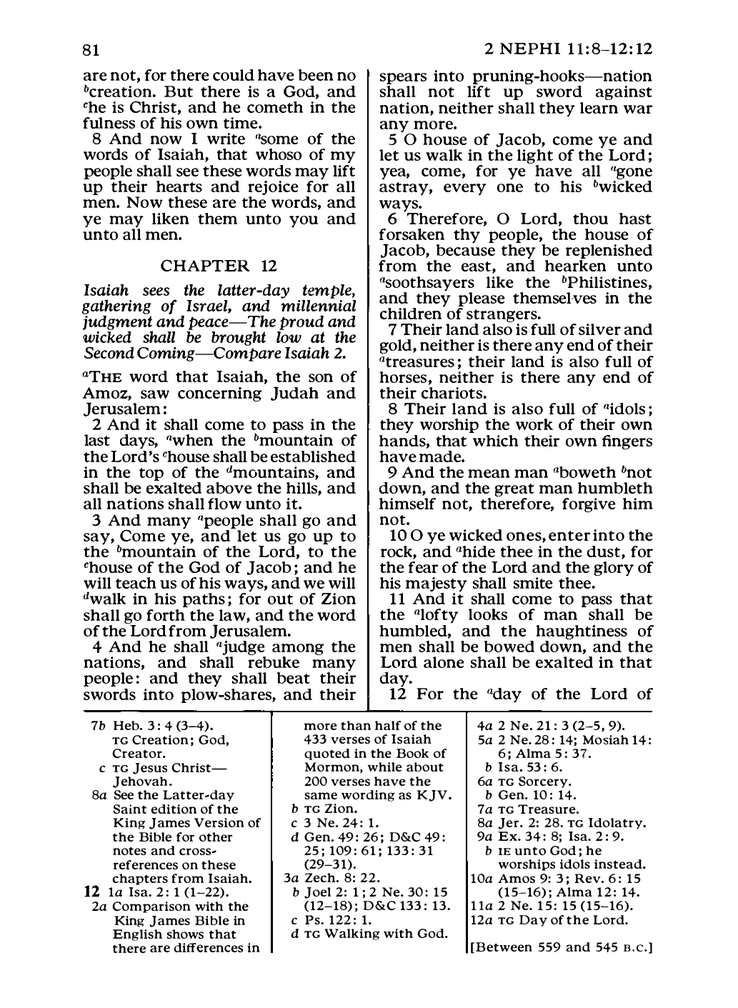 81
2 NEPHI 11:8–12:12
are not, for there could have been no
bcreation. But there is a God, and
che is Christ, and he cometh in the
fulness of his own time.
8 And now I write asome of the
words of Isaiah, that whoso of my
people shall see these words may lift
up their hearts and rejoice for all
men. Now these are the words, and
ye may liken them unto you and
unto all men.
CHAPTER 12
Isaiah sees the latter-day temple,
gathering of Israel, and millennial
judgment and peace—The proud and
wicked shall be brought low at the
Second Coming—Compare Isaiah 2.
aTHE word that Isaiah, the son of
Amoz, saw concerning Judah and
Jerusalem:
2 And it shall come to pass in the
last days, awhen the bmountain of
the Lord's chouse shall be established
in the top of the dmountains, and
shall be exalted above the hills, and
all nations shall flow unto it.
3 And many apeople shall go and
say, Come ye, and let us go up to
the bmountain of the Lord, to the
chouse of the God of Jacob; and he
will teach us of his ways, and we will
dwalk in his paths; for out of Zion
shall go forth the law, and the word
of the Lord from Jerusalem.
4 And he shall ajudge among the
nations, and shall rebuke many
people: and they shall beat their
swords into plow-shares, and their
spears into pruning-hooks—nation
shall not lift up sword against
nation, neither shall they learn war
any more.
5 O house of Jacob, come ye and
let us walk in the light of the Lord;
yea, come, for ye have all agone
astray, every one to his bwicked
ways.
6 Therefore, O Lord, thou hast
forsaken thy people, the house of
Jacob, because they be replenished
from the east, and hearken unto
asoothsayers like the bPhilistines,
and they please themselves in the
children of strangers.
7 Their land also is full of silver and
gold, neither is there any end of their
atreasures; their land is also full of
horses, neither is there any end of
their chariots.
8 Their land is also full of aidols;
they worship the work of their own
hands, that which their own fingers
have made.
9 And the mean man aboweth bnot
down, and the great man humbleth
himself not, therefore, forgive him
not.
10 O ye wicked ones, enter into the
rock, and ahide thee in the dust, for
the fear of the Lord and the glory of
his majesty shall smite thee.
11 And it shall come to pass that
the alofty looks of man shall be
humbled, and the haughtiness of
men shall be bowed down, and the
Lord alone shall be exalted in that
day.
12 For the aday of the Lord of
7b Heb. 3: 4 (3–4).
TG Creation; God,
Creator.
c TG Jesus Christ—
Jehovah.
8a See the Latter-day
Saint edition of the
King James Version of
the Bible for other
notes and cross-
references on these
chapters from Isaiah.
12 1a Isa. 2: 1 (1–22).
2a Comparison with the
King James Bible in
English shows that
there are differences in
more than half of the
433 verses of Isaiah
quoted in the Book of
Mormon, while about
200 verses have the
same wording as KJV.
b TG Zion.
c 3 Ne. 24: 1.
d Gen. 49: 26; D&C 49:
25; 109: 61; 133: 31
(29–31).
3a Zech. 8: 22.
b Joel 2: 1; 2 Ne. 30: 15
(12–18); D&C 133: 13.
c Ps. 122: 1.
d TG Walking with God.
4a 2 Ne. 21: 3 (2–5, 9).
5a 2 Ne. 28: 14; Mosiah 14:
6; Alma 5: 37.
b Isa. 53: 6.
6a TG Sorcery.
b Gen. 10: 14.
7a TG Treasure.
8a Jer. 2: 28. TG Idolatry.
9a Ex. 34: 8; Isa. 2: 9.
b IE unto God; he
worships idols instead.
10a Amos 9: 3; Rev. 6: 15
(15–16); Alma 12: 14.
11a 2 Ne. 15: 15 (15–16).
12a TG Day of the Lord.
[Between 559 and 545 B.C.]